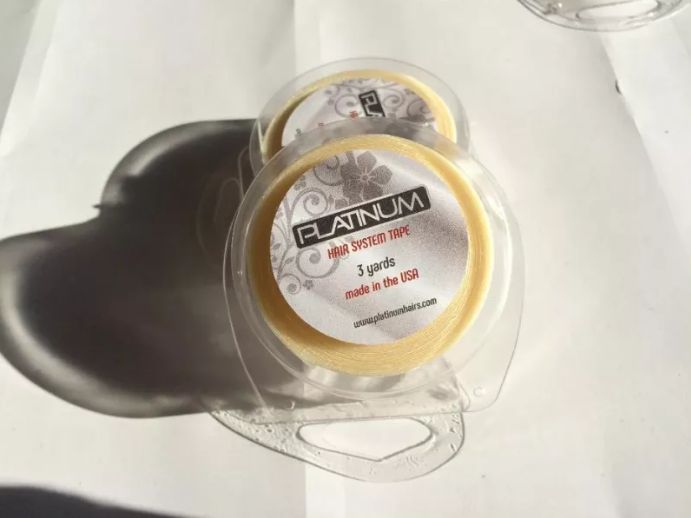 PLATINUM
HAIR SYSTEM TAPE
3 yards
made in the USA
www.platinumhairs.com